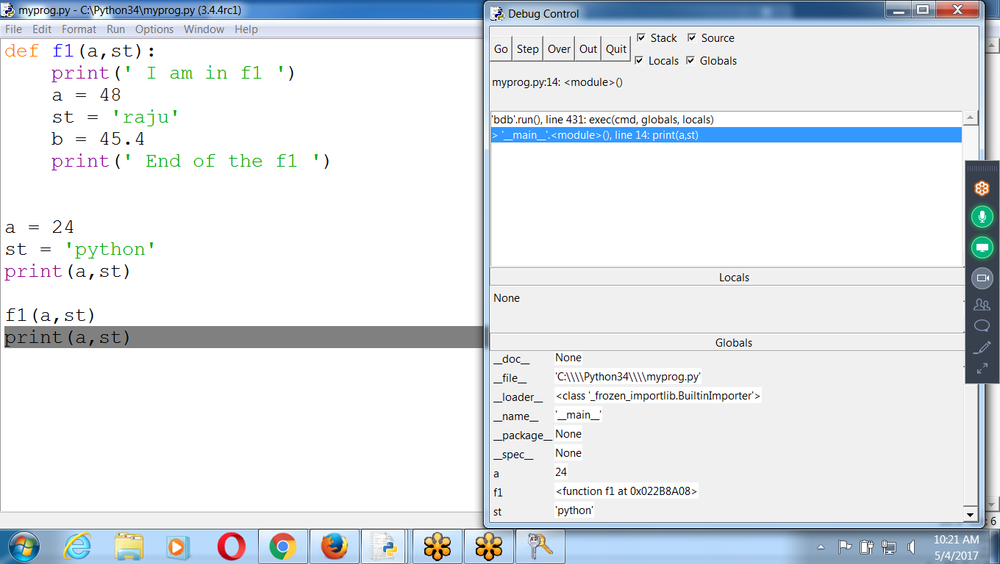 myprog.py - C:\Python34\myprog.py (3.4.4rc1)
File Edit Format Run Options Window Help
def f1(a,st):
    print(' I am in f1 ')
    a = 48
    st = 'raju'
    b = 45.4
    print(' End of the f1 ')
a = 24
st = 'python'
print(a,st)
f1(a,st)
print(a,st)
Debug Control
Go Step Over Out Quit
Stack Source
Locals Globals
myprog.py:14: <module>()
'bdb'.run(), line 431: exec(cmd, globals, locals)
> '__main__'.<module>(), line 14: print(a,st)
Locals
None
Globals
__doc__ None
__file__ 'C:\\\\Python34\\\\myprog.py'
__loader__ <class '_frozen_importlib.BuiltinImporter'>
__name__ '__main__'
__package__ None
__spec__ None
a 24
f1 <function f1 at 0x022B8A08>
st 'python'
: 6
10:21 AM
5/4/2017